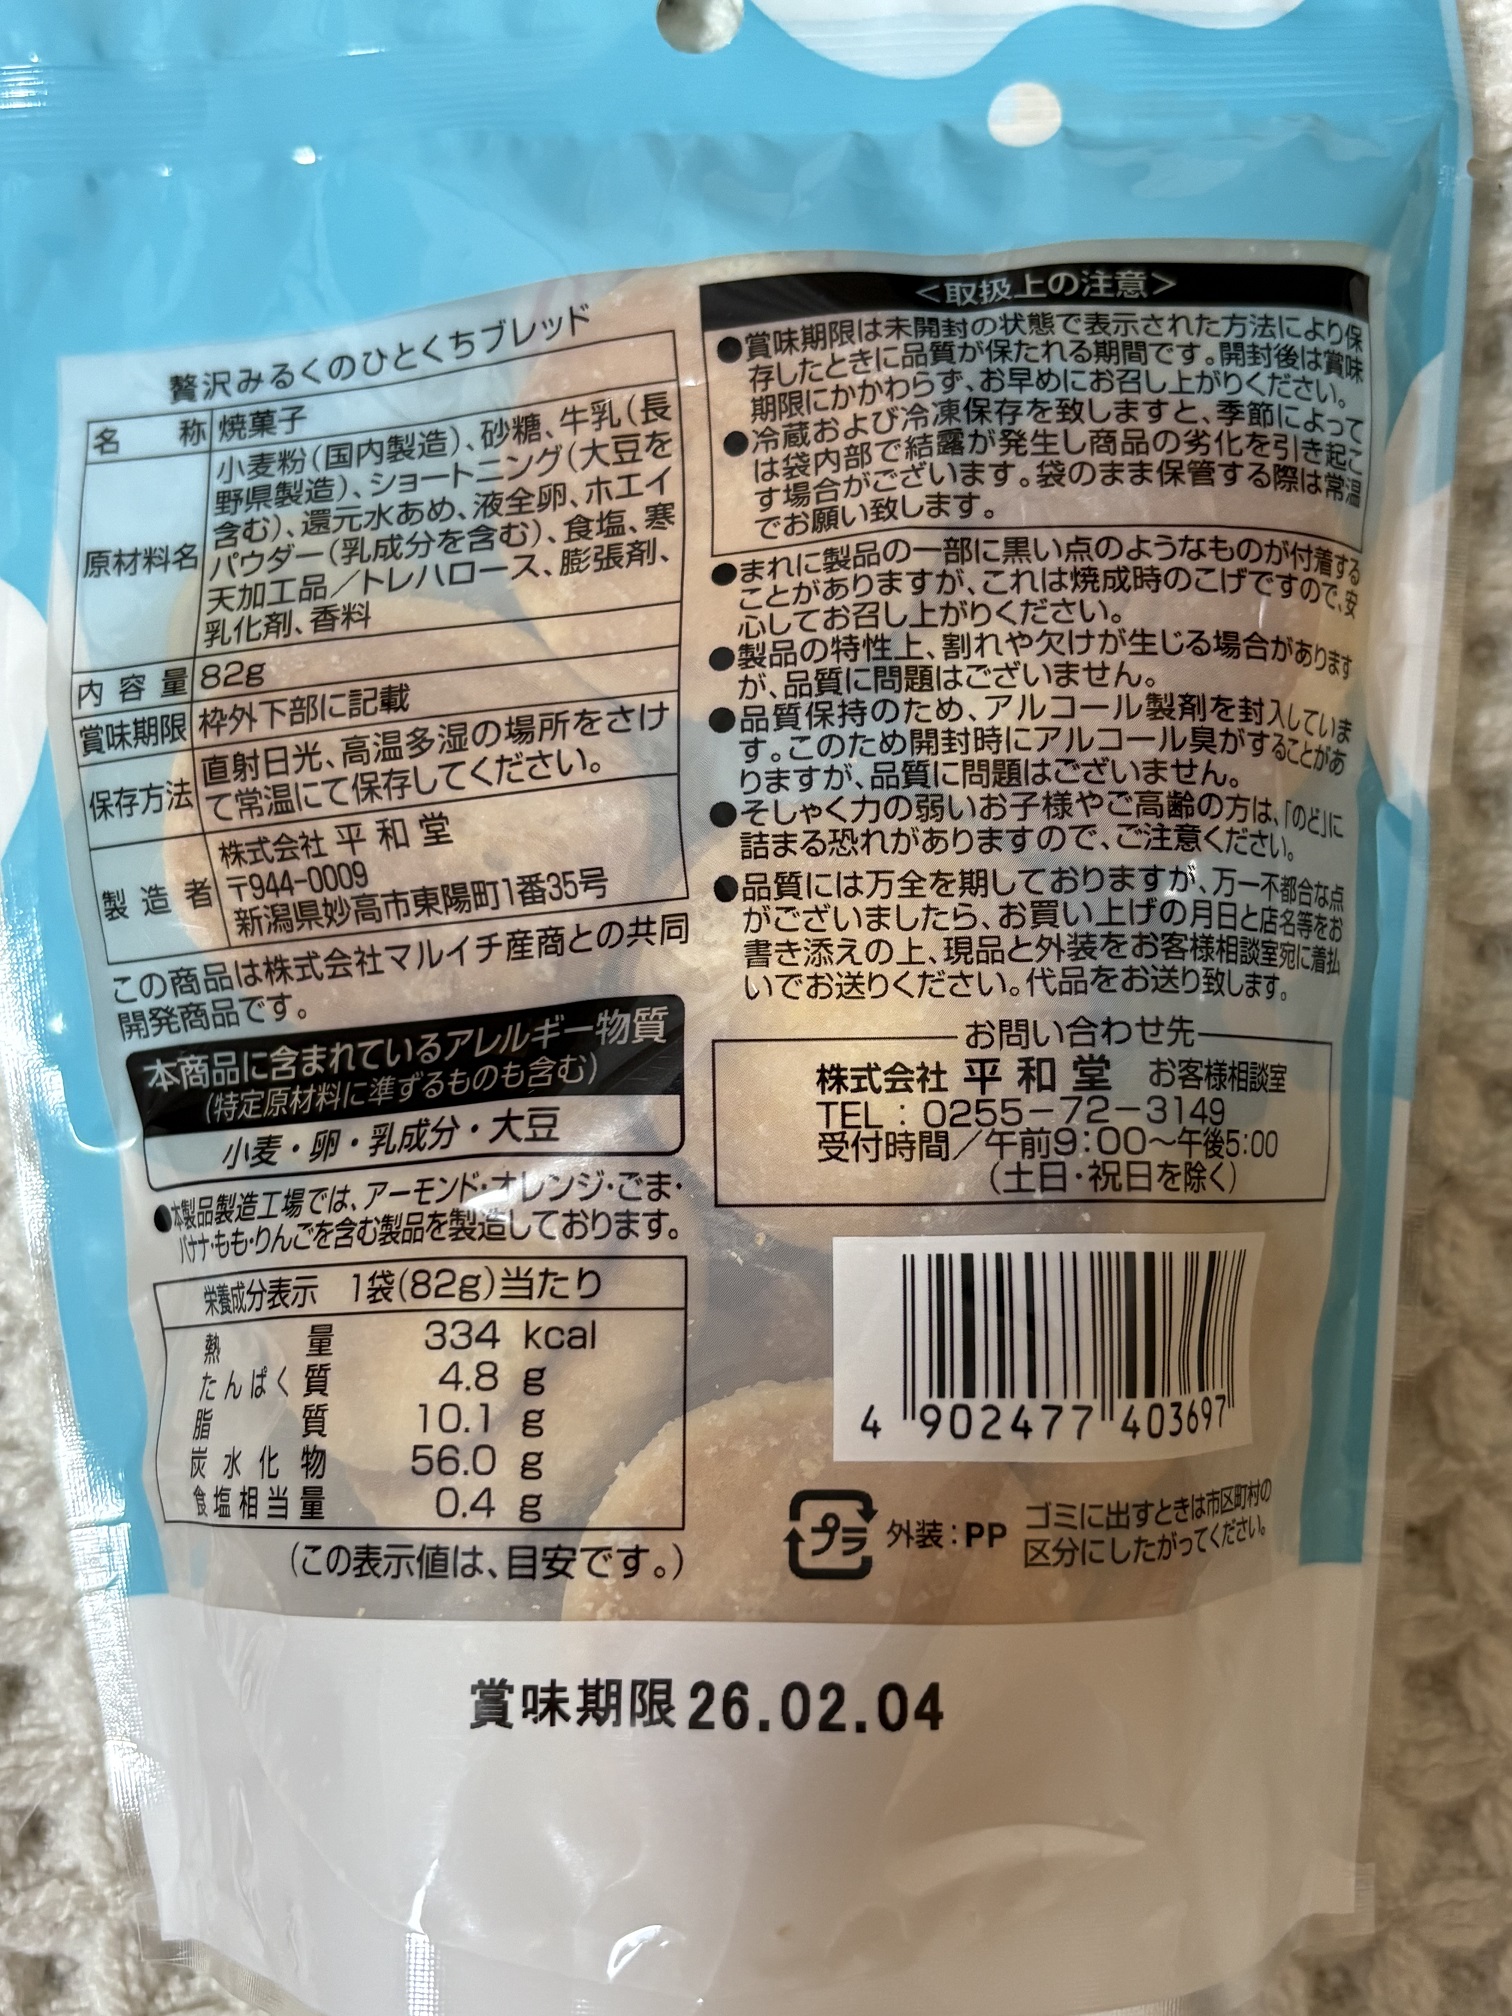 贅沢みるくのひとくちブレッド
名 称 焼菓子
原材料名 小麦粉(国内製造)、砂糖、牛乳(長
野県製造)、ショートニング(大豆を
含む)、還元水あめ、液全卵、ホエイ
パウダー(乳成分を含む)、食塩、寒
天加工品/トレハロース、膨張剤、
乳化剤、香料
内容量 82g
賞味期限 枠外下部に記載
保存方法 直射日光、高温多湿の場所をさけ
て常温にて保存してください。
製造者 株式会社 平和堂
〒944-0009
新潟県妙高市東陽町1番35号
この商品は株式会社マルイチ産商との共同
開発商品です。
本商品に含まれているアレルギー物質
(特定原材料に準ずるものも含む)
小麦・卵・乳成分・大豆
●本製品製造工場では、アーモンド・オレンジ・ごま・
バナナ・もも・りんごを含む製品を製造しております。
栄養成分表示 1袋(82g)当たり
熱量 334 kcal
たんぱく質 4.8 g
脂質 10.1 g
炭水化物 56.0 g
食塩相当量 0.4 g
(この表示値は、目安です。)
<取扱上の注意>
●賞味期限は未開封の状態で表示された方法により保
存したときに品質が保たれる期間です。開封後は賞味
期限にかかわらず、お早めにお召し上がりください。
●冷蔵および冷凍保存を致しますと、季節によって
は袋内部で結露が発生し商品の劣化を引き起こ
す場合がございます。袋のまま保管する際は常温
でお願い致します。
●まれに製品の一部に黒い点のようなものが付着する
ことがありますが、これは焼成時のこげですので、安
心してお召し上がりください。
●製品の特性上、割れや欠けが生じる場合があります
が、品質に問題はございません。
●品質保持のため、アルコール製剤を封入していま
す。このため開封時にアルコール臭がすることがあ
りますが、品質に問題はございません。
●そしゃく力の弱いお子様やご高齢の方は、「のど」に
詰まる恐れがありますので、ご注意ください。
●品質には万全を期しておりますが、万一不都合な点
がございましたら、お買い上げの月日と店名等をお
書き添えの上、現品と外装をお客様相談室宛に着払
いでお送りください。代品をお送り致します。
お問い合わせ先
株式会社 平和堂 お客様相談室
TEL:0255-72-3149
受付時間/午前9:00〜午後5:00
(土日・祝日を除く)
4 902477 403697
プラ 外装:PP ゴミに出すときは市区町村の
区分にしたがってください。
賞味期限 26.02.04